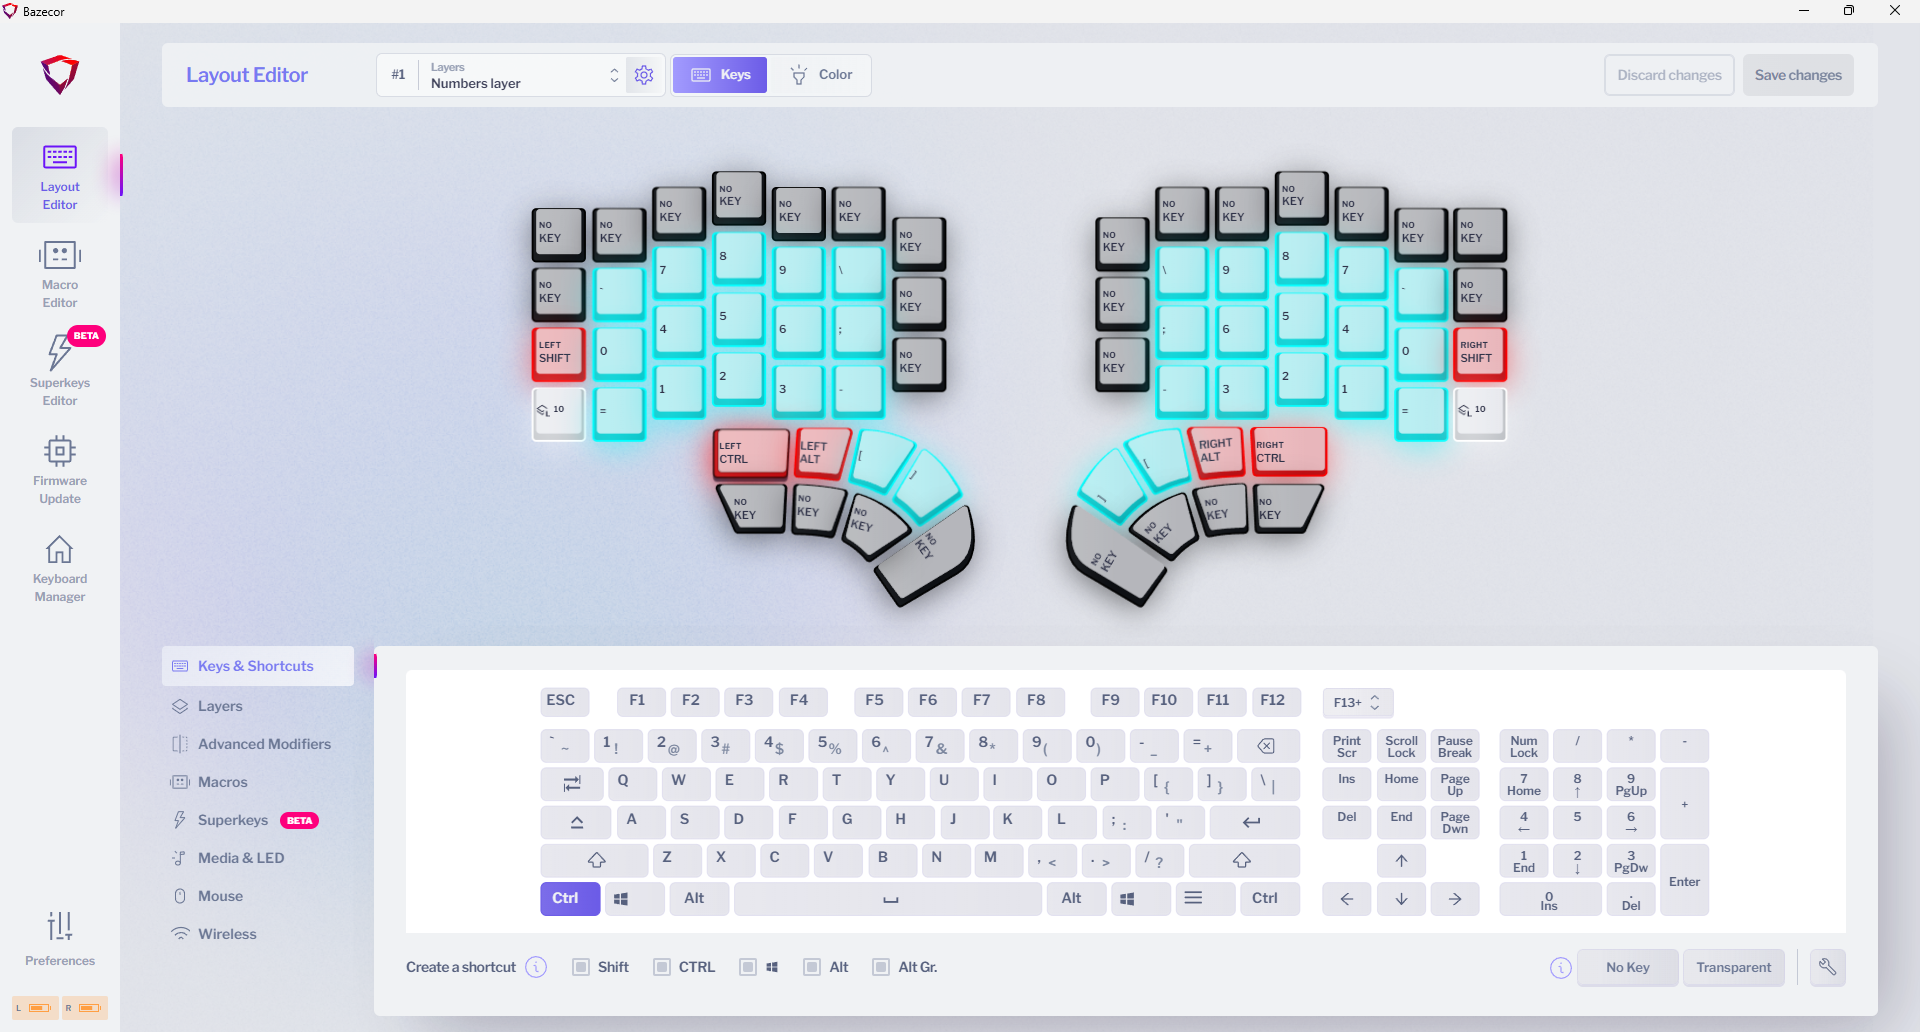 Bazecor
Layout Editor
#1
Layers
Numbers layer
Keys
Color
Discard changes
Save changes
Layout
Editor
Macro
Editor
BETA
Superkeys
Editor
Firmware
Update
Keyboard
Manager
Preferences
L
R
NO KEY
NO KEY
NO KEY
NO KEY
NO KEY
NO KEY
NO KEY
NO KEY
-
7
8
9
\
NO KEY
LEFT SHIFT
0
4
5
6
;
NO KEY
L 10
=
1
2
3
-
LEFT CTRL
LEFT ALT
[
]
NO KEY
NO KEY
NO KEY
NO KEY
NO KEY
NO KEY
NO KEY
NO KEY
NO KEY
NO KEY
NO KEY
NO KEY
\
9
8
7
-
NO KEY
NO KEY
;
6
5
4
0
RIGHT SHIFT
-
3
2
1
=
L 10
]
[
RIGHT ALT
RIGHT CTRL
NO KEY
NO KEY
NO KEY
NO KEY
Keys & Shortcuts
Layers
Advanced Modifiers
Macros
Superkeys BETA
Media & LED
Mouse
Wireless
ESC F1 F2 F3 F4 F5 F6 F7 F8 F9 F10 F11 F12 F13+
` ~ 1 ! 2 @ 3 # 4 $ 5 % 6 ^ 7 & 8 * 9 ( 0 ) - _ = + Print Scr Scroll Lock Pause Break Num Lock / * -
Q W E R T Y U I O P [ { ] } \ | Ins Home Page Up 7 Home 8 ↑ 9 PgUp +
A S D F G H J K L ; : ' " Del End Page Dwn 4 ← 5 6 →
Z X C V B N M , < . > / ? ↑ 1 End 2 ↓ 3 PgDw Enter
Ctrl Alt Alt Ctrl ← ↓ → 0 Ins . Del
Create a shortcut i Shift CTRL Alt Alt Gr.
i No Key Transparent